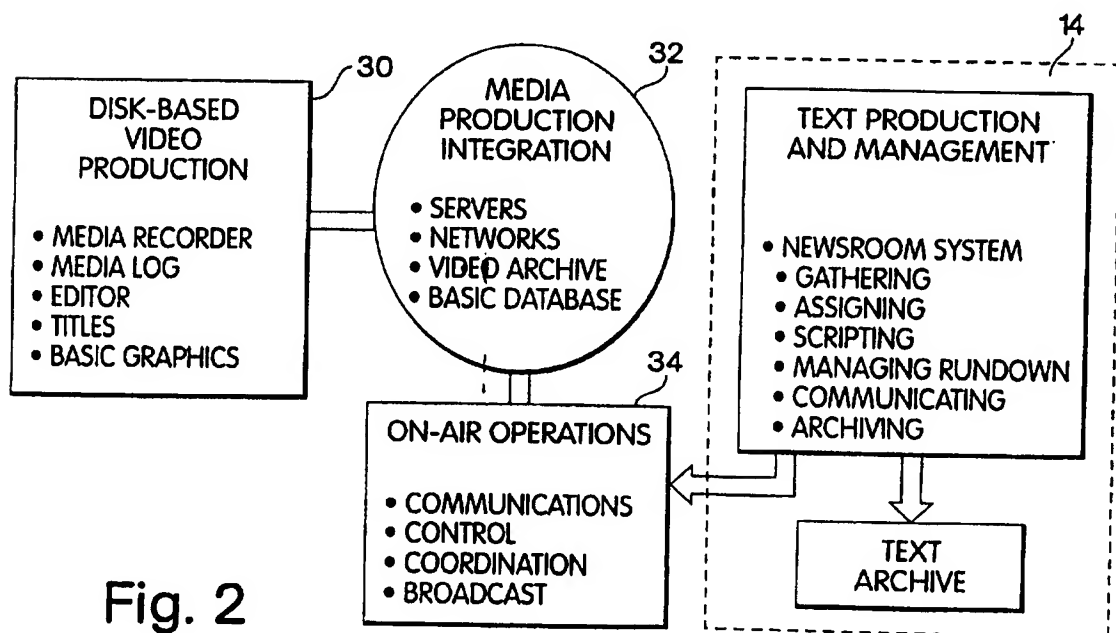 30
DISK-BASED
VIDEO
PRODUCTION
• MEDIA RECORDER
• MEDIA LOG
• EDITOR
• TITLES
• BASIC GRAPHICS
32
MEDIA
PRODUCTION
INTEGRATION
• SERVERS
• NETWORKS
• VIDEO ARCHIVE
• BASIC DATABASE
14
TEXT PRODUCTION
AND MANAGEMENT
• NEWSROOM SYSTEM
• GATHERING
• ASSIGNING
• SCRIPTING
• MANAGING RUNDOWN
• COMMUNICATING
• ARCHIVING
34
ON-AIR OPERATIONS
• COMMUNICATIONS
• CONTROL
• COORDINATION
• BROADCAST
TEXT
ARCHIVE
Fig. 2